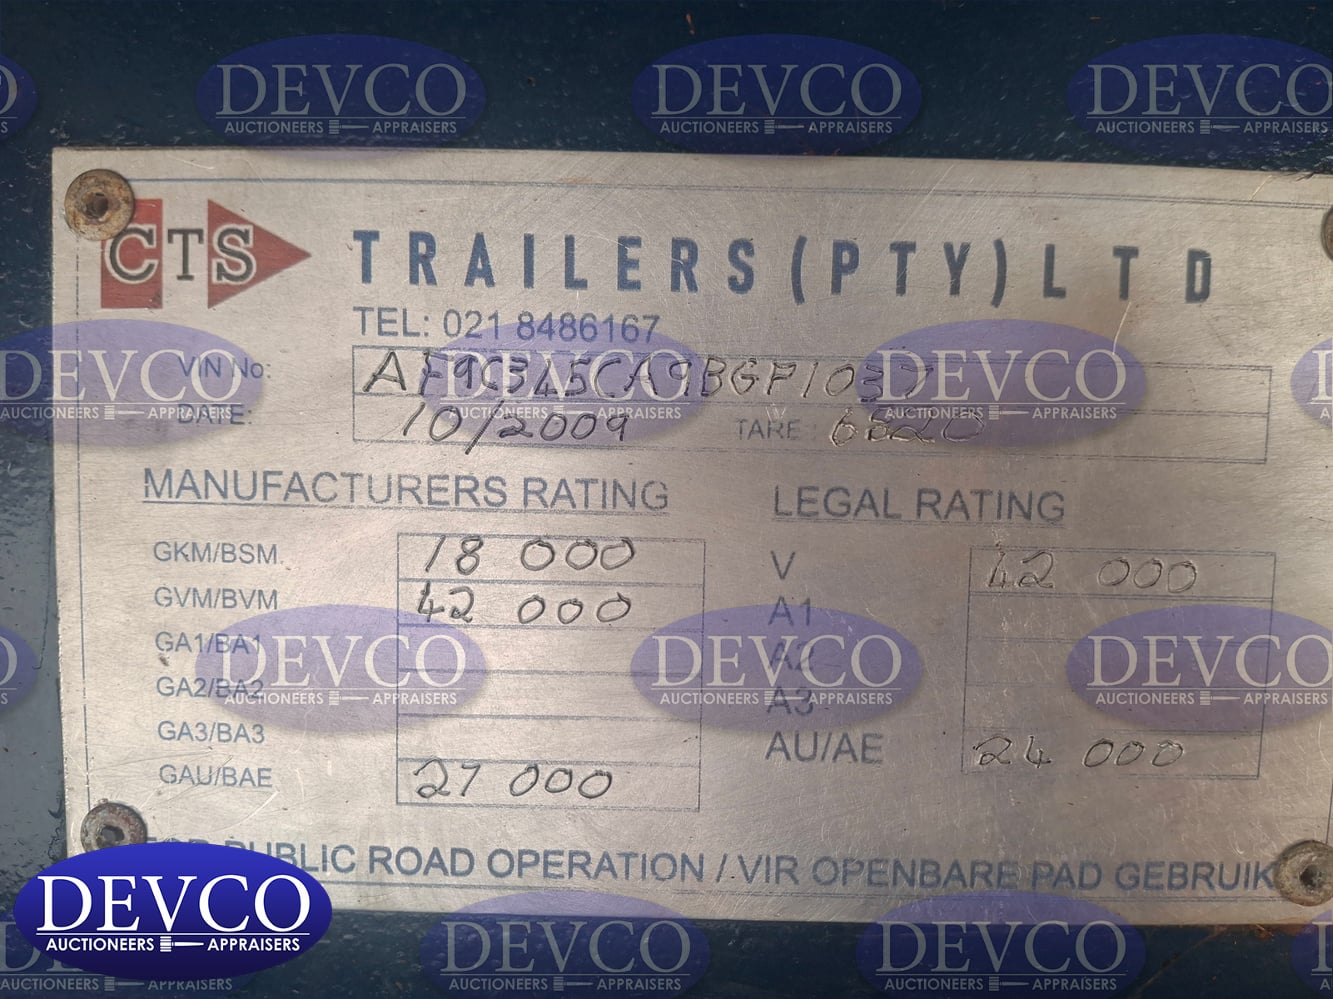 CTS TRAILERS (PTY) LTD
TEL: 021 8486167
VIN No:
DATE: 10/2009 TARE: 6820
MANUFACTURERS RATING
LEGAL RATING
GKM/BSM. 18 000
GVM/BVM 42 000
GA1/BA1
GA2/BA2
GA3/BA3
GAU/BAE 27 000
V 42 000
A1
A2
A3
AU/AE 24 000
PUBLIC ROAD OPERATION / VIR OPENBARE PAD GEBRUIK
DEVCO
AUCTIONEERS APPRAISERS